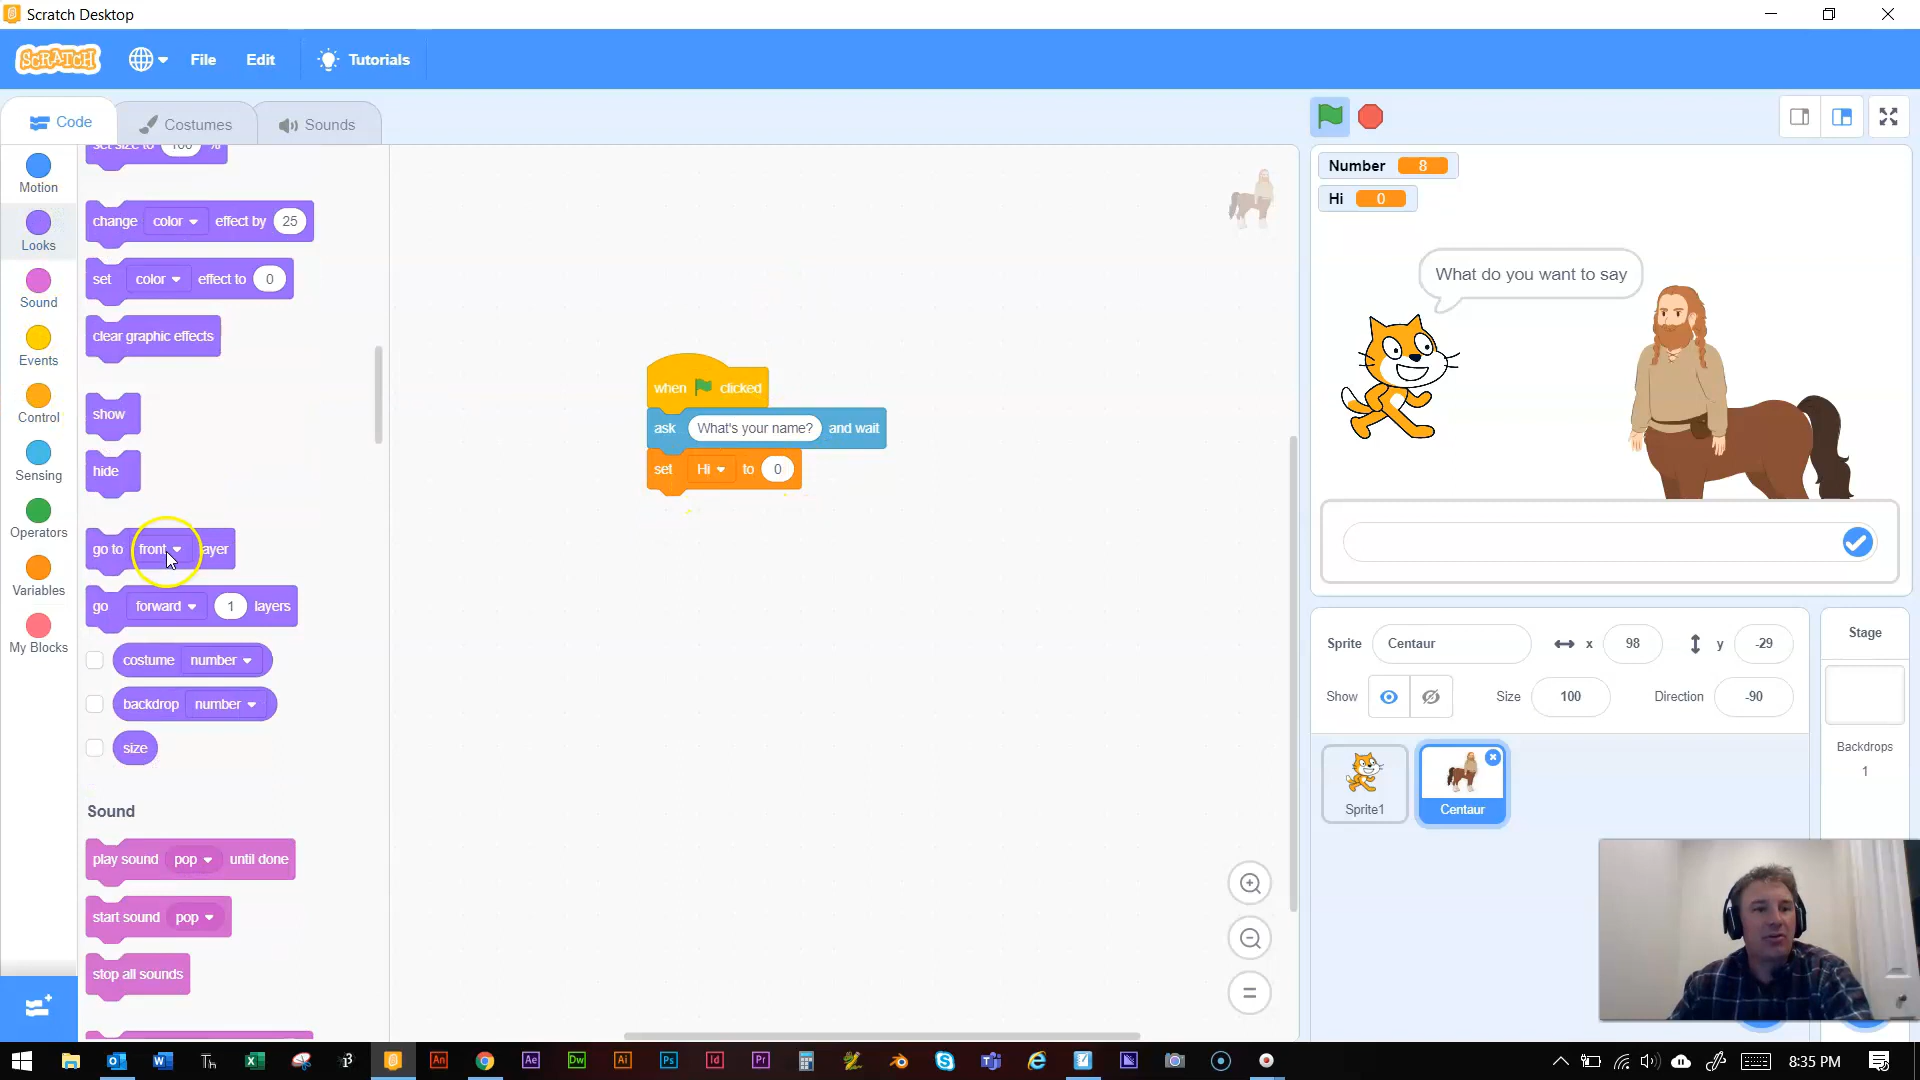 Scratch Desktop
SCRATCH File Edit Tutorials
Code Costumes Sounds
Motion
Looks
Sound
Events
Control
Sensing
Operators
Variables
My Blocks
set size to 100 %
change color effect by 25
set color effect to 0
clear graphic effects
show
hide
go to front layer
go forward 1 layers
costume number
backdrop number
size
Sound
play sound pop until done
start sound pop
stop all sounds
when clicked
ask What's your name? and wait
set Hi to 0
Number 8
Hi 0
What do you want to say
Sprite Centaur x 98 y -29
Show Size 100 Direction -90
Sprite1
Centaur
Stage
Backdrops
1
8:35 PM